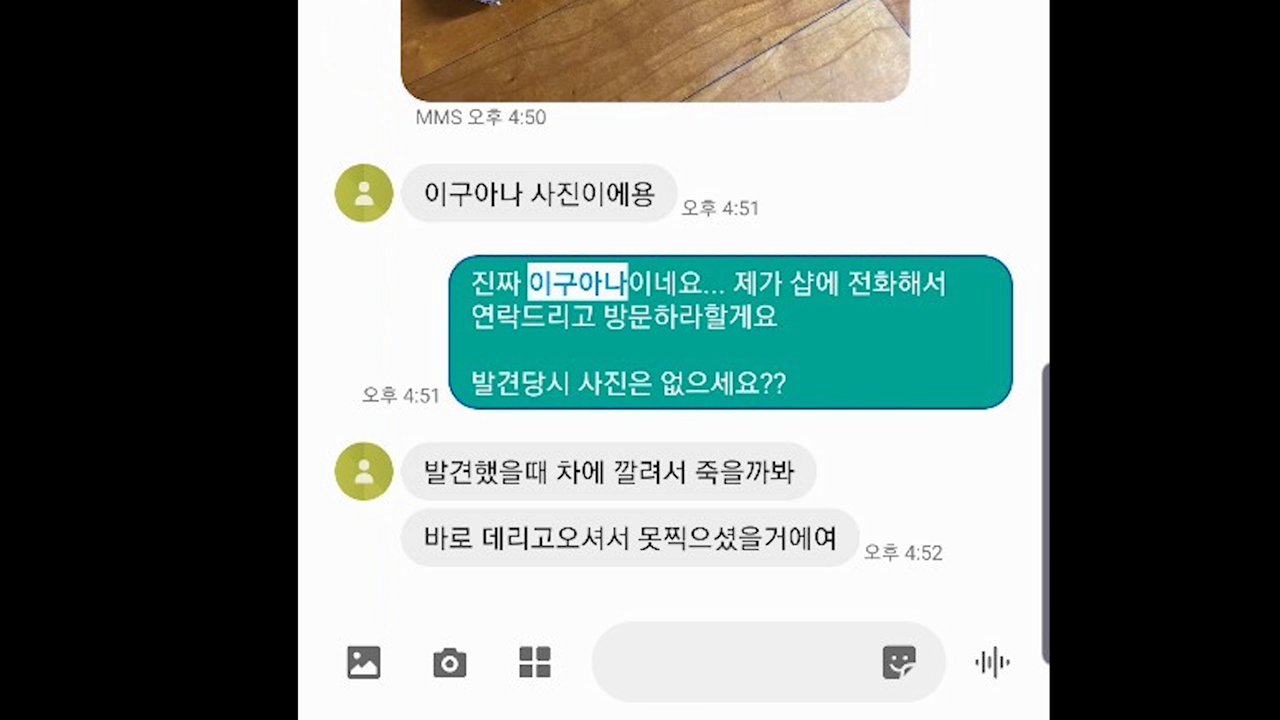 MMS 오후 4:50
이구아나 사진이에용
오후 4:51
진짜 이구아나이네요... 제가 샵에 전화해서
연락드리고 방문하라할게요
발견당시 사진은 없으세요??
오후 4:51
발견했을때 차에 깔려서 죽을까봐
바로 데리고오셔서 못찍으셨을거에여
오후 4:52